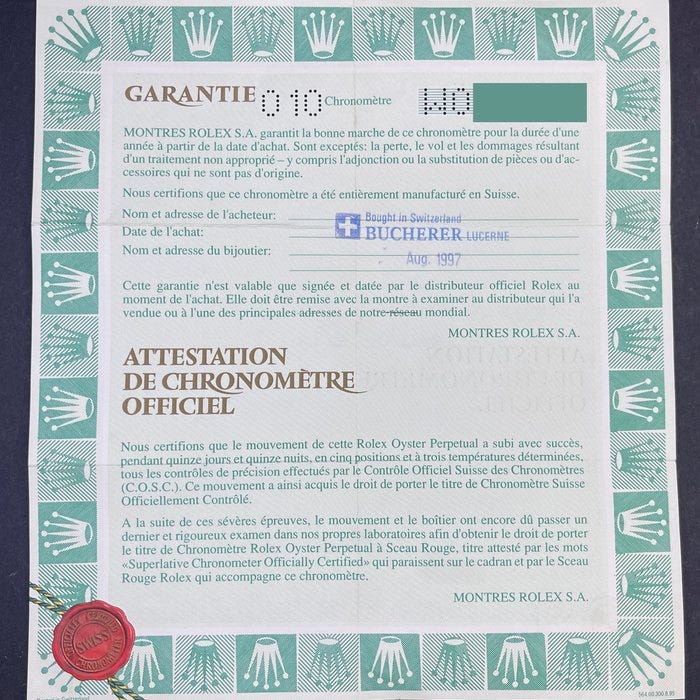 GARANTIE 010 Chronomètre W0
MONTRES ROLEX S.A. garantit la bonne marche de ce chronomètre pour la durée d'une
année à partir de la date d'achat. Sont exceptés: la perte, le vol et les dommages résultant
d'un traitement non approprié – y compris l'adjonction ou la substitution de pièces ou d'ac-
cessoires qui ne sont pas d'origine.
Nous certifions que ce chronomètre a été entièrement manufacturé en Suisse.
Nom et adresse de l'acheteur:
Bought in Switzerland
Date de l'achat:
BUCHERER LUCERNE
Nom et adresse du bijoutier:
Aug. 1997
Cette garantie n'est valable que signée et datée par le distributeur officiel Rolex au
moment de l'achat. Elle doit être remise avec la montre à examiner au distributeur qui l'a
vendue ou à l'une des principales adresses de notre réseau mondial.
MONTRES ROLEX S.A.
ATTESTATION
DE CHRONOMÈTRE
OFFICIEL
Nous certifions que le mouvement de cette Rolex Oyster Perpetual a subi avec succès,
pendant quinze jours et quinze nuits, en cinq positions et à trois températures déterminées,
tous les contrôles de précision effectués par le Contrôle Officiel Suisse des Chronomètres
(C.O.S.C.). Ce mouvement a ainsi acquis le droit de porter le titre de Chronomètre Suisse
Officiellement Contrôlé.
A la suite de ces sévères épreuves, le mouvement et le boîtier ont encore dû passer un
dernier et rigoureux examen dans nos propres laboratoires afin d'obtenir le droit de porter
le titre de Chronomètre Rolex Oyster Perpetual à Sceau Rouge, titre attesté par les mots
«Superlative Chronometer Officially Certified» qui paraissent sur le cadran et par le Sceau
Rouge Rolex qui accompagne ce chronomètre.
MONTRES ROLEX S.A.
SWISS
Printed in Switzerland
564.00.300.8.95